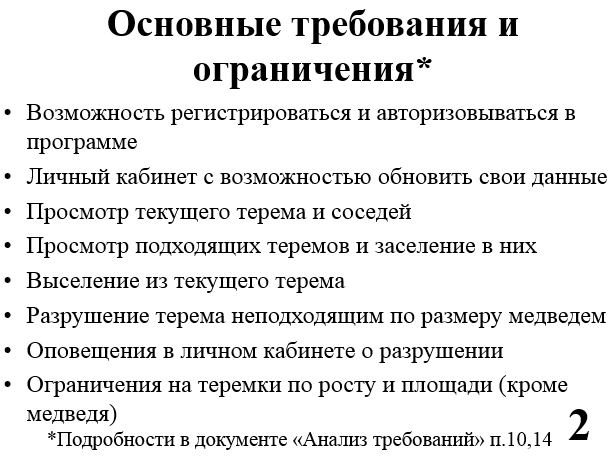 Основные требования и
ограничения*
• Возможность регистрироваться и авторизовываться в
программе
• Личный кабинет с возможностью обновить свои данные
• Просмотр текущего терема и соседей
• Просмотр подходящих теремов и заселение в них
• Выселение из текущего терема
• Разрушение терема неподходящим по размеру медведем
• Оповещения в личном кабинете о разрушении
• Ограничения на теремки по росту и площади (кроме
медведя)
*Подробности в документе «Анализ требований» п.10,14
2